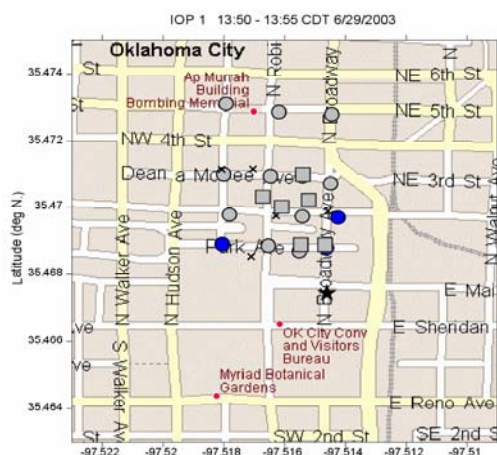 IOP 1 13:50 - 13:55 CDT 6/29/2003
Oklahoma City
N Robi
N Broadway
St
NE 6th St
Ap Murrah
Building
Bombing Memorial
NE 5th St
NW 4th St
Dean a McGee Ave
NE 3rd St
Park Ave
N Walker Ave
N Hudson Ave
N Broadway Ave
E Mai
ve
E Sheridan
OK City Conv
and Visitors
Bureau
S Walker Av
ve
Myriad Botanical
Gardens
E Reno Ave
St
SW 2nd St
SE 2nd S
Latitude (deg N.)
35.474
35.472
35.47
35.468
35.466
35.464
-97.522
-97.52
-97.518
-97.516
-97.514
-97.512
-97.51